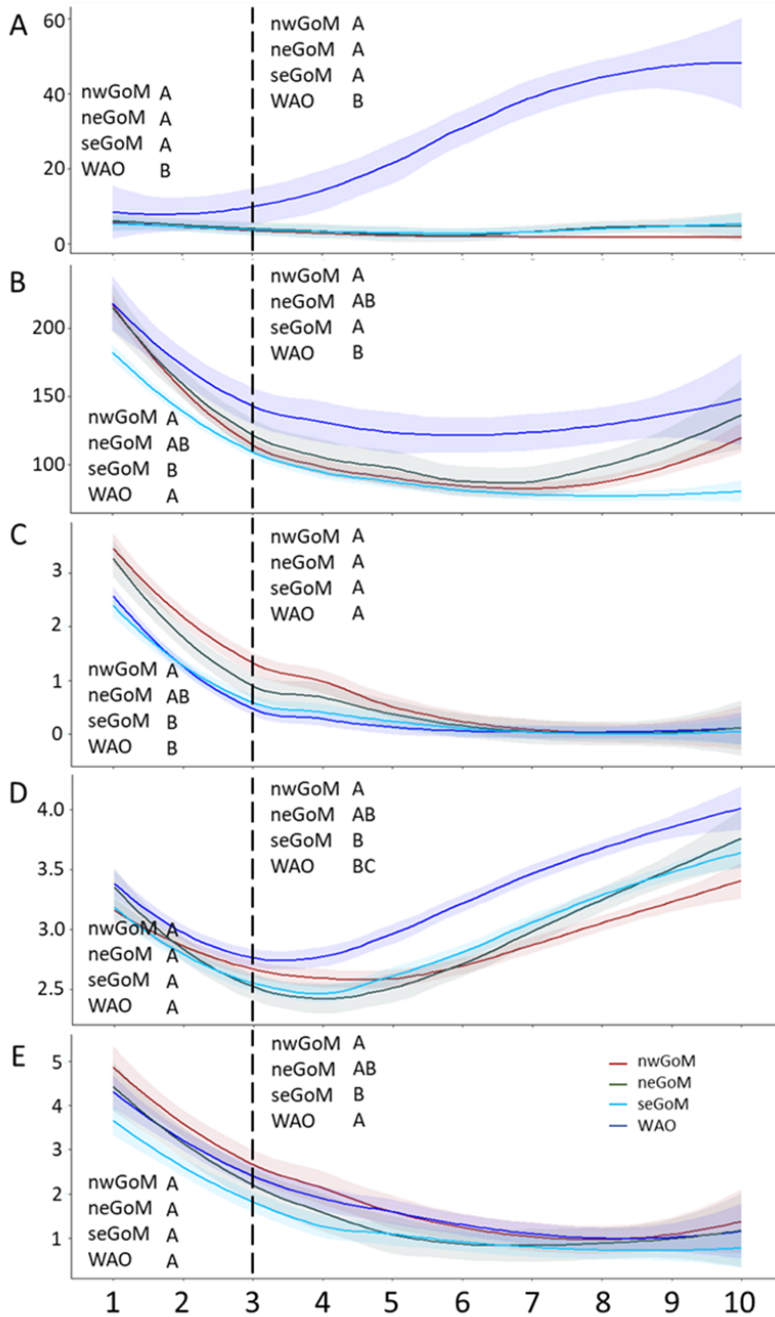 A
60
40
20
0
nwGoM A
neGoM A
seGoM A
WAO B
nwGoM A
neGoM A
seGoM A
WAO B
B
200
150
100
nwGoM A
neGoM AB
seGoM B
WAO A
nwGoM A
neGoM AB
seGoM A
WAO B
C
3
2
1
0
nwGoM A
neGoM AB
seGoM B
WAO B
nwGoM A
neGoM A
seGoM A
WAO A
D
4.0
3.5
3.0
2.5
nwGoM A
neGoM A
seGoM A
WAO A
nwGoM A
neGoM AB
seGoM B
WAO BC
E
5
4
3
2
1
nwGoM A
neGoM A
seGoM A
WAO A
nwGoM A
neGoM AB
seGoM B
WAO A
nwGoM
neGoM
seGoM
WAO
1 2 3 4 5 6 7 8 9 10